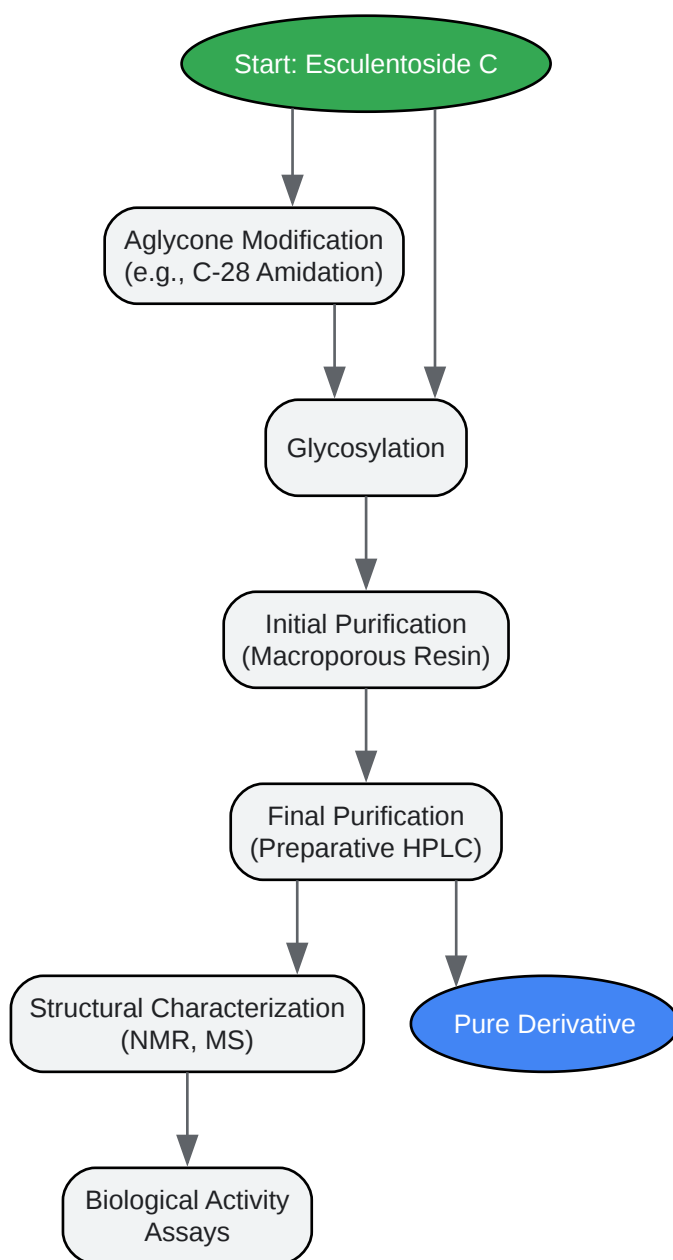 Start: Esculentoside C
Aglycone Modification
(e.g., C-28 Amidation)
Glycosylation
Initial Purification
(Macroporous Resin)
Final Purification
(Preparative HPLC)
Structural Characterization
(NMR, MS)
Pure Derivative
Biological Activity
Assays